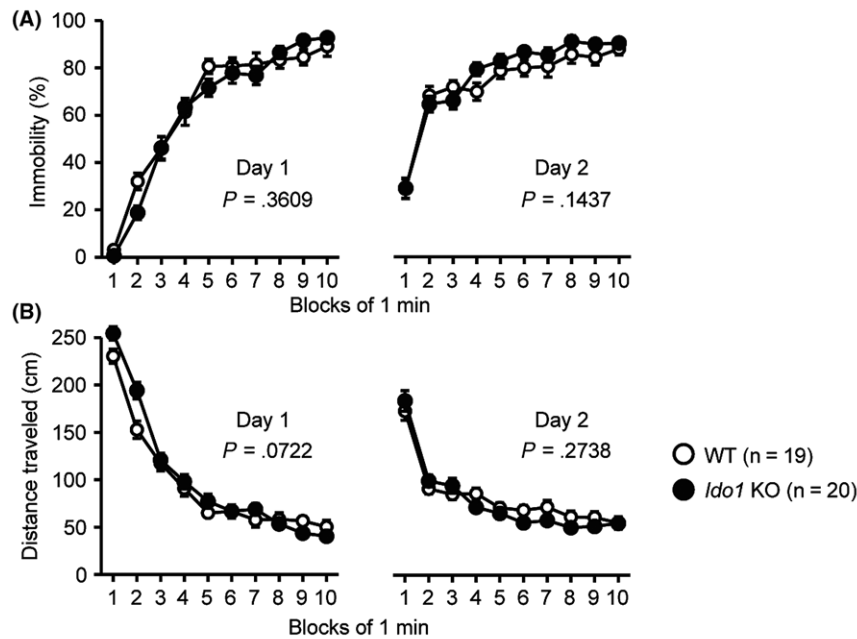 (A)
Immobility (%)
100
80
60
40
20
0
Day 1
P = .3609
Day 2
P = .1437
1 2 3 4 5 6 7 8 9 10
1 2 3 4 5 6 7 8 9 10
Blocks of 1 min
(B)
Distance traveled (cm)
250
200
150
100
50
0
Day 1
P = .0722
Day 2
P = .2738
1 2 3 4 5 6 7 8 9 10
1 2 3 4 5 6 7 8 9 10
Blocks of 1 min
WT (n = 19)
Ido1 KO (n = 20)